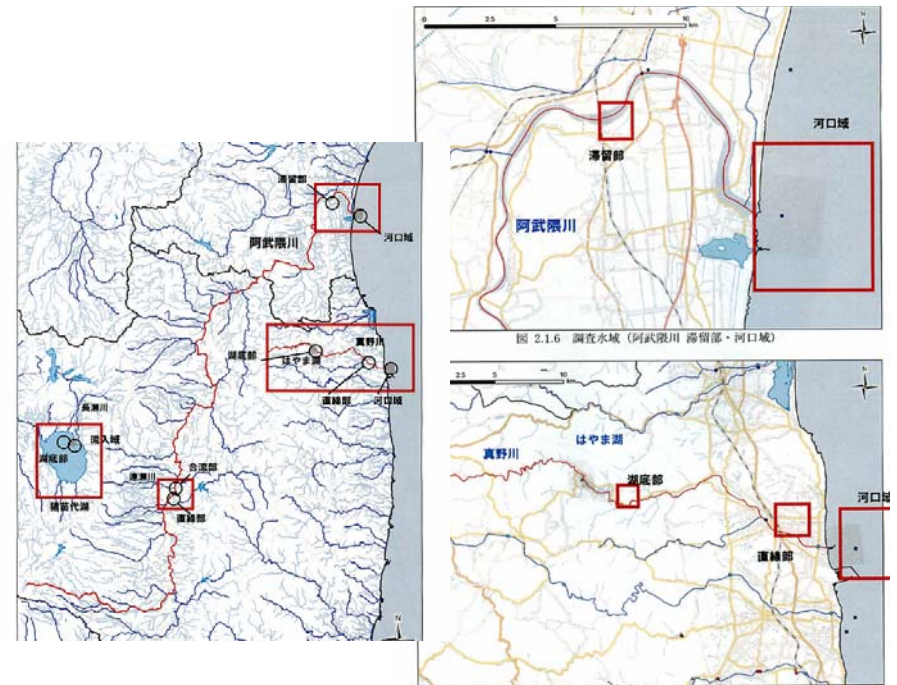 滞留部
阿武隈川
河口域
真野川
湖底部
はやま湖
直線部
河口域
長瀬川
流入域
湖底部
猪苗代湖
逢瀬川
合流部
直線部
N
0 2.5 5 10
km
N
河口域
滞留部
阿武隈川
図 2.1.6 調査水域（阿武隈川 滞留部・河口域）
2.5 5 10
km
N
はやま湖
真野川
湖底部
河口域
直線部